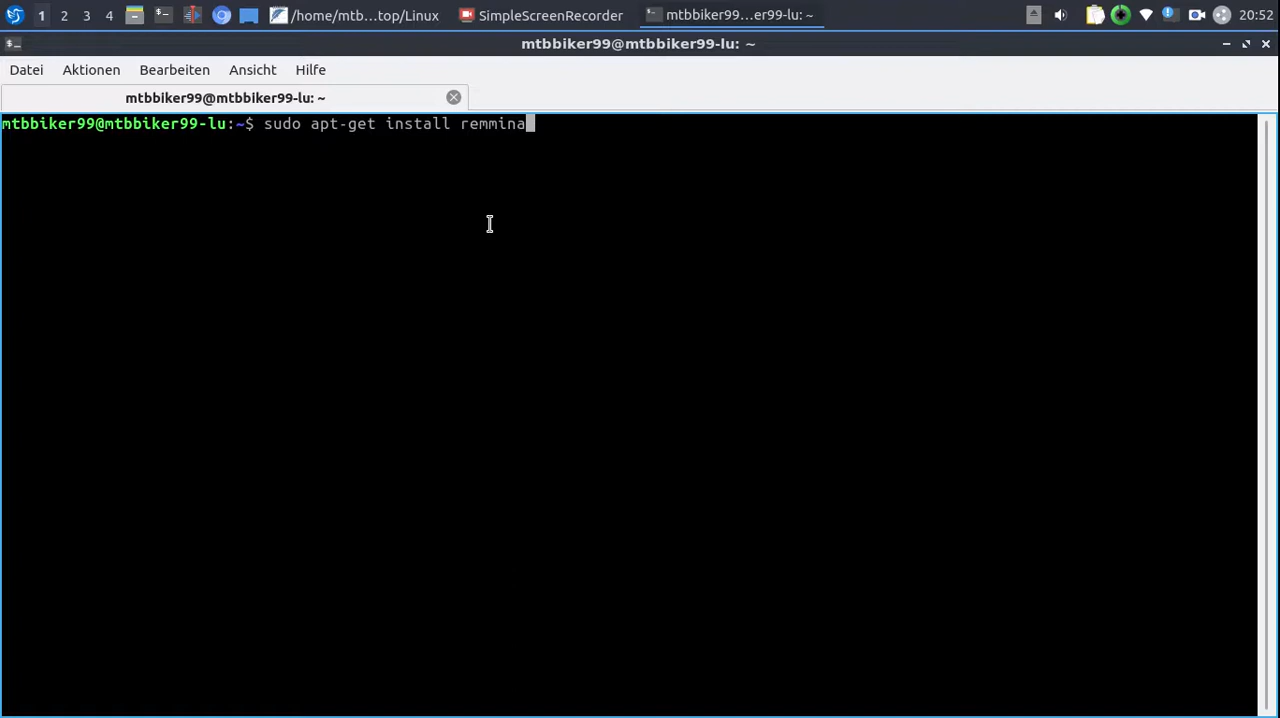 1 2 3 4 /home/mtb…top/Linux SimpleScreenRecorder mtbbiker99…er99-lu: ~ 20:52
mtbbiker99@mtbbiker99-lu: ~
Datei Aktionen Bearbeiten Ansicht Hilfe
mtbbiker99@mtbbiker99-lu: ~
mtbbiker99@mtbbiker99-lu:~$ sudo apt-get install remmina